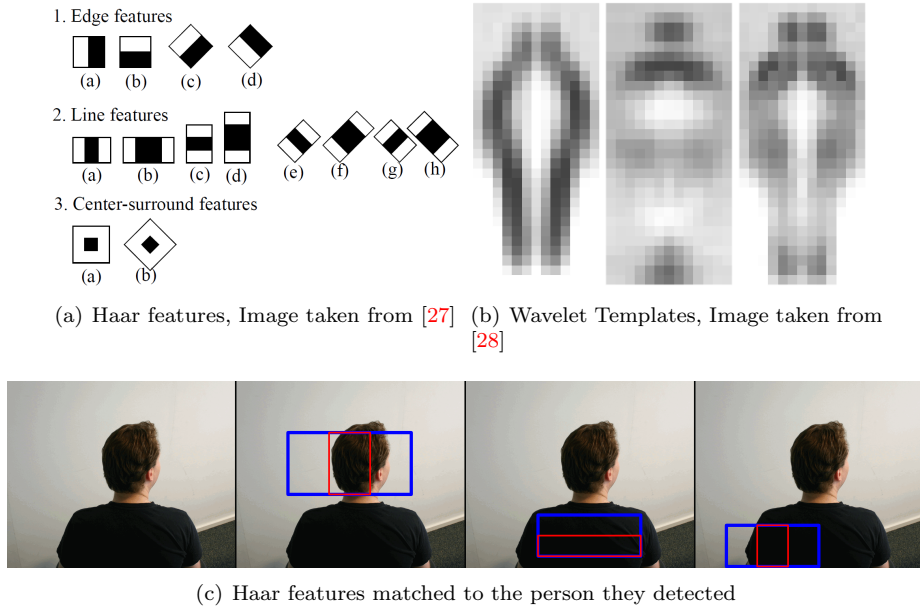 1. Edge features
(a) (b) (c) (d)
2. Line features
(a) (b) (c) (d) (e) (f) (g) (h)
3. Center-surround features
(a) (b)
(a) Haar features, Image taken from [27]
(b) Wavelet Templates, Image taken from
[28]
(c) Haar features matched to the person they detected